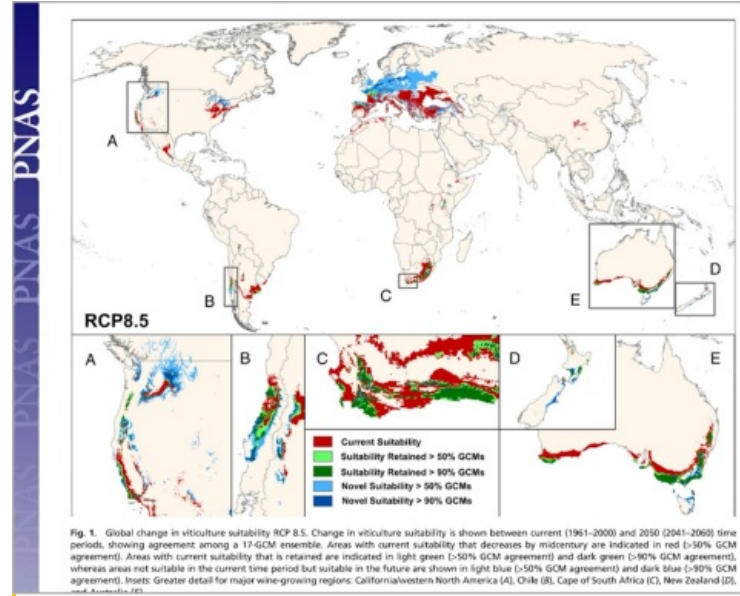 PNAS
PNAS
PNAS
PNAS
A
B
C
D
E
RCP8.5
A
B
C
D
E
Current Suitability
Suitability Retained > 50% GCMs
Suitability Retained > 90% GCMs
Novel Suitability > 50% GCMs
Novel Suitability > 90% GCMs
Fig. 1. Global change in viticulture suitability RCP 8.5. Change in viticulture suitability is shown between current (1961–2000) and 2050 (2041–2060) time
periods, showing agreement among a 17-GCM ensemble. Areas with current suitability that decreases by midcentury are indicated in red (>50% GCM
agreement). Areas with current suitability that is retained are indicated in light green (>50% GCM agreement) and dark green (>90% GCM agreement),
whereas areas not suitable in the current time period but suitable in the future are shown in light blue (>50% GCM agreement) and dark blue (>90% GCM
agreement). Insets: Greater detail for major wine-growing regions: California/western North America (A), Chile (B), Cape of South Africa (C), New Zealand (D),
and Australia (E).